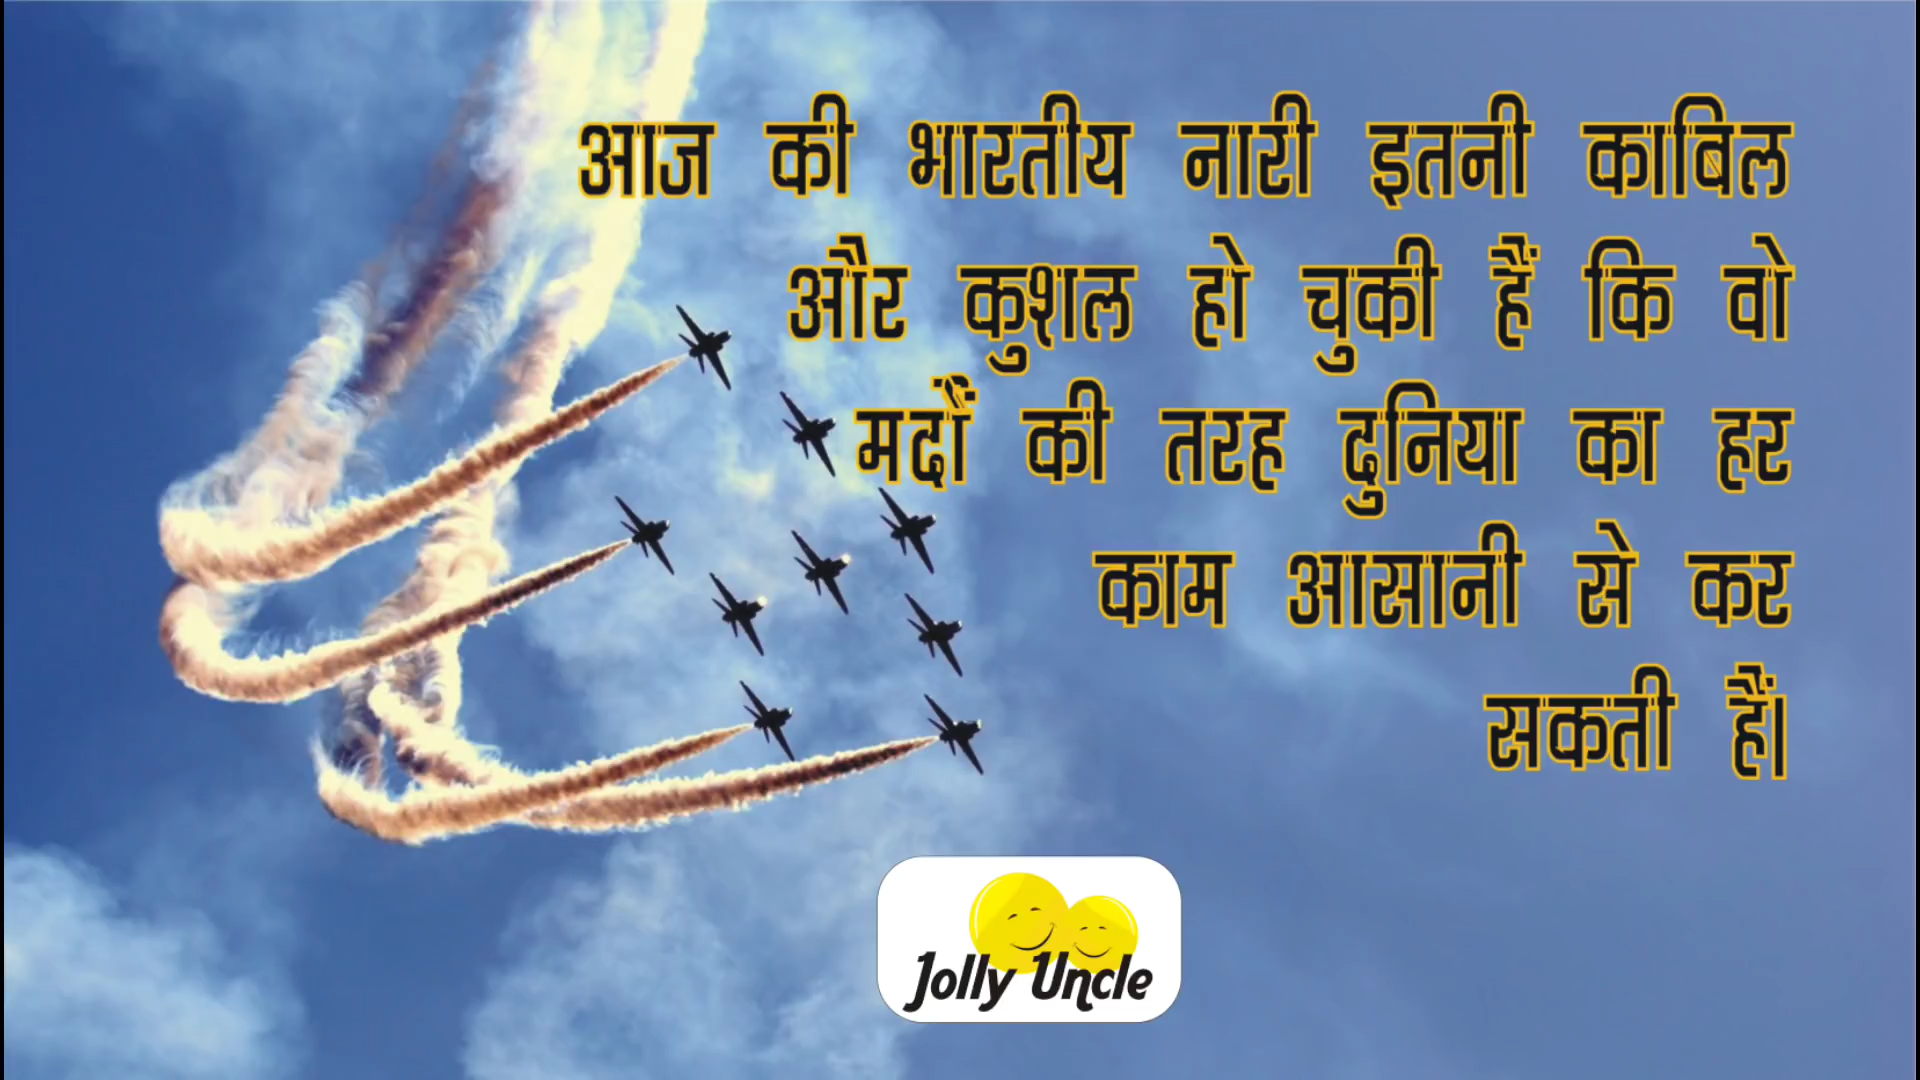 आज की भारतीय नारी इतनी काबिल
और कुशल हो चुकी हैं कि वो
मर्दों की तरह दुनिया का हर
काम आसानी से कर
सकती हैं।
Jolly Uncle